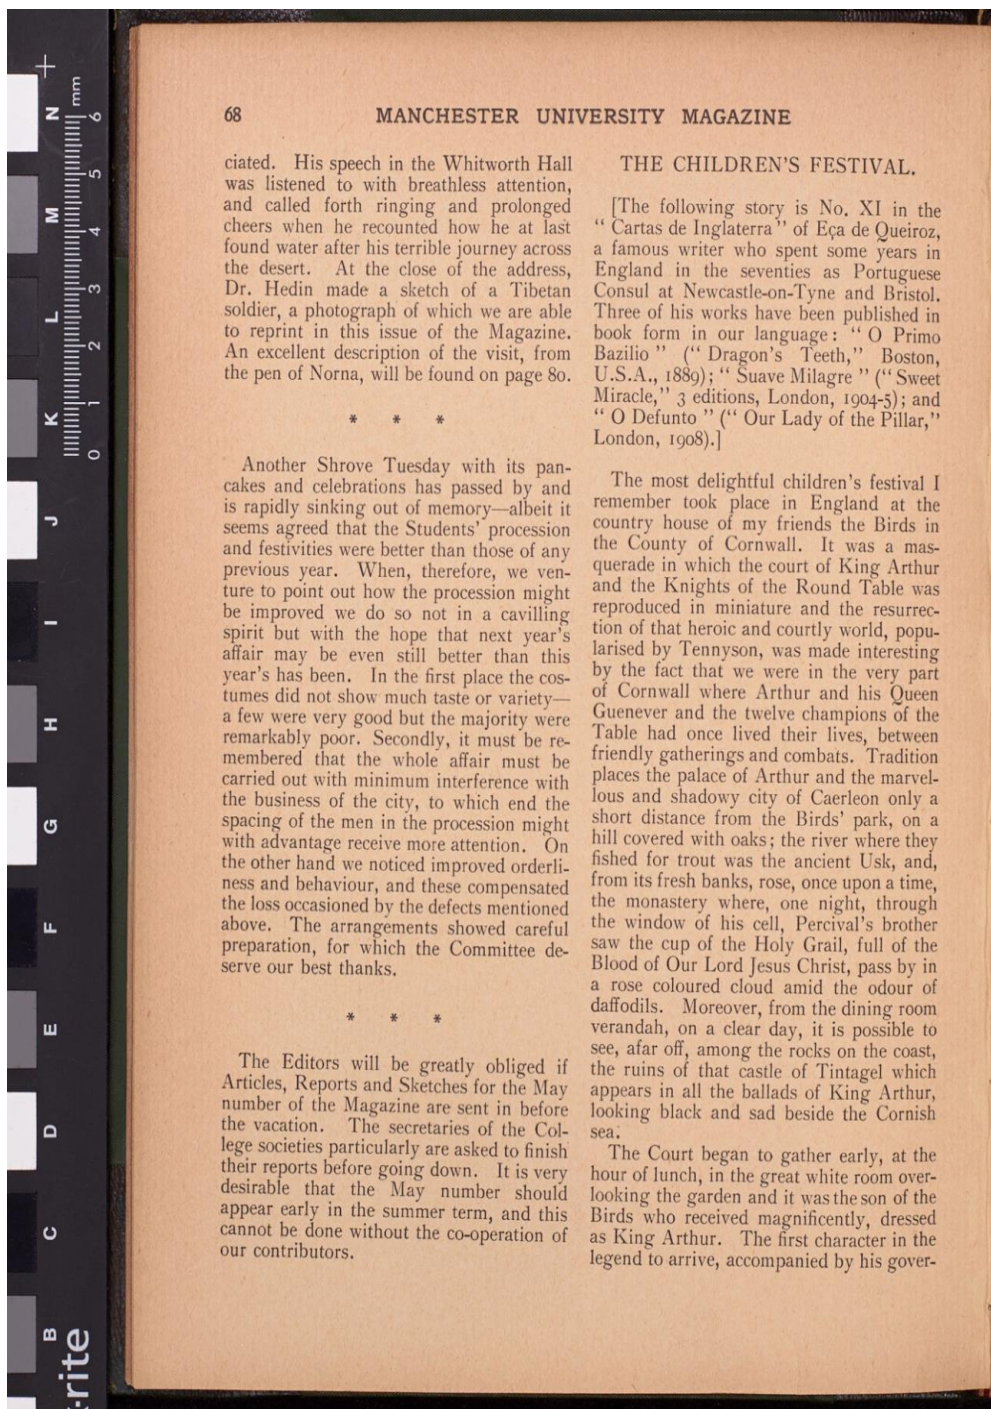 68 MANCHESTER UNIVERSITY MAGAZINE
ciated. His speech in the Whitworth Hall
was listened to with breathless attention,
and called forth ringing and prolonged
cheers when he recounted how he at last
found water after his terrible journey across
the desert. At the close of the address,
Dr. Hedin made a sketch of a Tibetan
soldier, a photograph of which we are able
to reprint in this issue of the Magazine.
An excellent description of the visit, from
the pen of Norna, will be found on page 80.
* * *
Another Shrove Tuesday with its pan-
cakes and celebrations has passed by and
is rapidly sinking out of memory—albeit it
seems agreed that the Students' procession
and festivities were better than those of any
previous year. When, therefore, we ven-
ture to point out how the procession might
be improved we do so not in a cavilling
spirit but with the hope that next year's
affair may be even still better than this
year's has been. In the first place the cos-
tumes did not show much taste or variety—
a few were very good but the majority were
remarkably poor. Secondly, it must be re-
membered that the whole affair must be
carried out with minimum interference with
the business of the city, to which end the
spacing of the men in the procession might
with advantage receive more attention. On
the other hand we noticed improved orderli-
ness and behaviour, and these compensated
the loss occasioned by the defects mentioned
above. The arrangements showed careful
preparation, for which the Committee de-
serve our best thanks.
* * *
The Editors will be greatly obliged if
Articles, Reports and Sketches for the May
number of the Magazine are sent in before
the vacation. The secretaries of the Col-
lege societies particularly are asked to finish
their reports before going down. It is very
desirable that the May number should
appear early in the summer term, and this
cannot be done without the co-operation of
our contributors.
THE CHILDREN'S FESTIVAL.
[The following story is No. XI in the
" Cartas de Inglaterra " of Eça de Queiroz,
a famous writer who spent some years in
England in the seventies as Portuguese
Consul at Newcastle-on-Tyne and Bristol.
Three of his works have been published in
book form in our language: " O Primo
Bazilio " (" Dragon's Teeth," Boston,
U.S.A., 1889); " Suave Milagre " (" Sweet
Miracle," 3 editions, London, 1904-5); and
" O Defunto " (" Our Lady of the Pillar,"
London, 1908).]
The most delightful children's festival I
remember took place in England at the
country house of my friends the Birds in
the County of Cornwall. It was a mas-
querade in which the court of King Arthur
and the Knights of the Round Table was
reproduced in miniature and the resurrec-
tion of that heroic and courtly world, popu-
larised by Tennyson, was made interesting
by the fact that we were in the very part
of Cornwall where Arthur and his Queen
Guenever and the twelve champions of the
Table had once lived their lives, between
friendly gatherings and combats. Tradition
places the palace of Arthur and the marvel-
lous and shadowy city of Caerleon only a
short distance from the Birds' park, on a
hill covered with oaks; the river where they
fished for trout was the ancient Usk, and,
from its fresh banks, rose, once upon a time,
the monastery where, one night, through
the window of his cell, Percival's brother
saw the cup of the Holy Grail, full of the
Blood of Our Lord Jesus Christ, pass by in
a rose coloured cloud amid the odour of
daffodils. Moreover, from the dining room
verandah, on a clear day, it is possible to
see, afar off, among the rocks on the coast,
the ruins of that castle of Tintagel which
appears in all the ballads of King Arthur,
looking black and sad beside the Cornish
sea.
The Court began to gather early, at the
hour of lunch, in the great white room over-
looking the garden and it was the son of the
Birds who received magnificently, dressed
as King Arthur. The first character in the
legend to arrive, accompanied by his gover-
mm
0 1 2 3 4 5 6
B C D E F G H I J K L M N
-rite